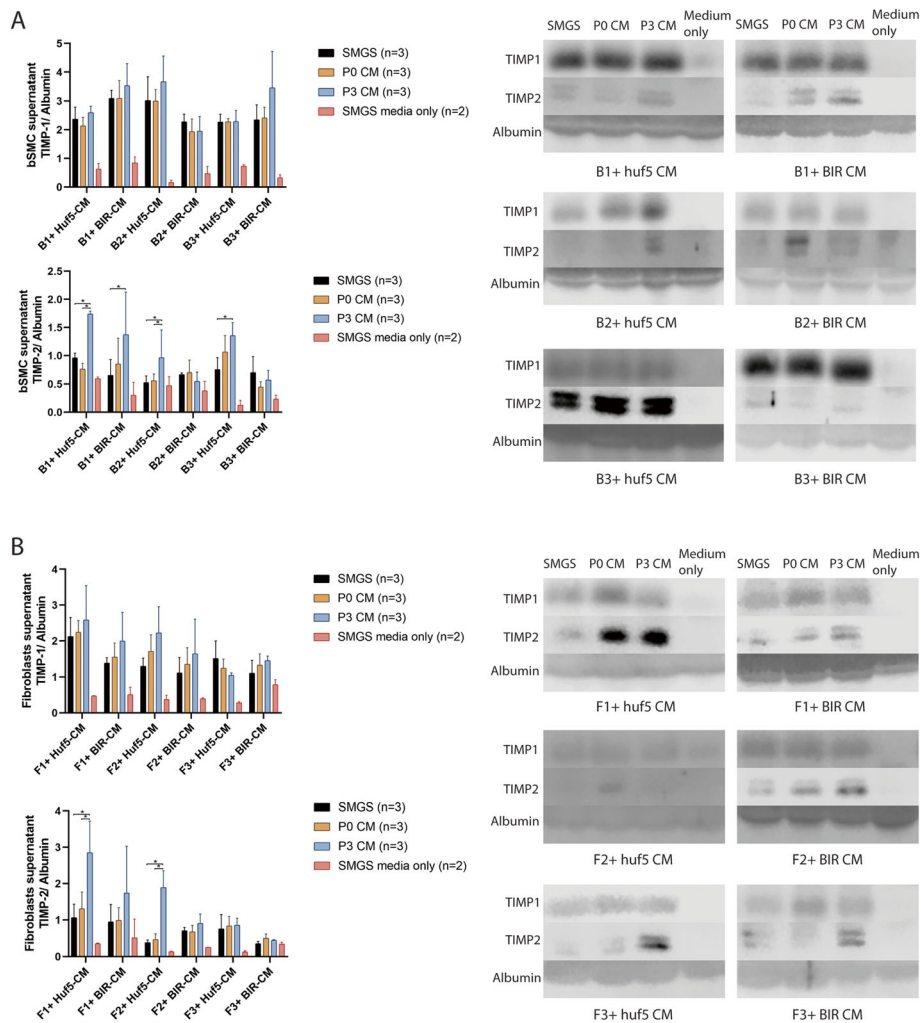 A
bSMC supernatant
TIMP-1/ Albumin
5
4
3
2
1
0
SMGS (n=3)
P0 CM (n=3)
P3 CM (n=3)
SMGS media only (n=2)
B1+ Huf5-CM
B1+ BIR-CM
B2+ Huf5-CM
B2+ BIR-CM
B3+ Huf5-CM
B3+ BIR-CM
bSMC supernatant
TIMP-2/ Albumin
2.5
2.0
1.5
1.0
0.5
0.0
* * * * * *
SMGS (n=3)
P0 CM (n=3)
P3 CM (n=3)
SMGS media only (n=2)
B1+ Huf5-CM
B1+ BIR-CM
B2+ Huf5-CM
B2+ BIR-CM
B3+ Huf5-CM
B3+ BIR-CM
SMGS P0 CM P3 CM Medium only
SMGS P0 CM P3 CM Medium only
TIMP1
TIMP2
Albumin
B1+ huf5 CM
B1+ BIR CM
TIMP1
TIMP2
Albumin
B2+ huf5 CM
B2+ BIR CM
TIMP1
TIMP2
Albumin
B3+ huf5 CM
B3+ BIR CM
B
Fibroblasts supernatant
TIMP-1/ Albumin
4
3
2
1
0
SMGS (n=3)
P0 CM (n=3)
P3 CM (n=3)
SMGS media only (n=2)
F1+ Huf5-CM
F1+ BIR-CM
F2+ Huf5-CM
F2+ BIR-CM
F3+ Huf5-CM
F3+ BIR-CM
Fibroblasts supernatant
TIMP-2/ Albumin
4
3
2
1
0
* * * *
SMGS (n=3)
P0 CM (n=3)
P3 CM (n=3)
SMGS media only (n=2)
F1+ Huf5-CM
F1+ BIR-CM
F2+ Huf5-CM
F2+ BIR-CM
F3+ Huf5-CM
F3+ BIR-CM
SMGS P0 CM P3 CM Medium only
SMGS P0 CM P3 CM Medium only
TIMP1
TIMP2
Albumin
F1+ huf5 CM
F1+ BIR CM
TIMP1
TIMP2
Albumin
F2+ huf5 CM
F2+ BIR CM
TIMP1
TIMP2
Albumin
F3+ huf5 CM
F3+ BIR CM